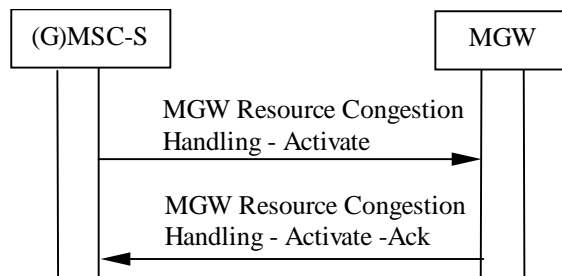 (G)MSC-S
MGW
MGW Resource Congestion
Handling - Activate
MGW Resource Congestion
Handling - Activate -Ack